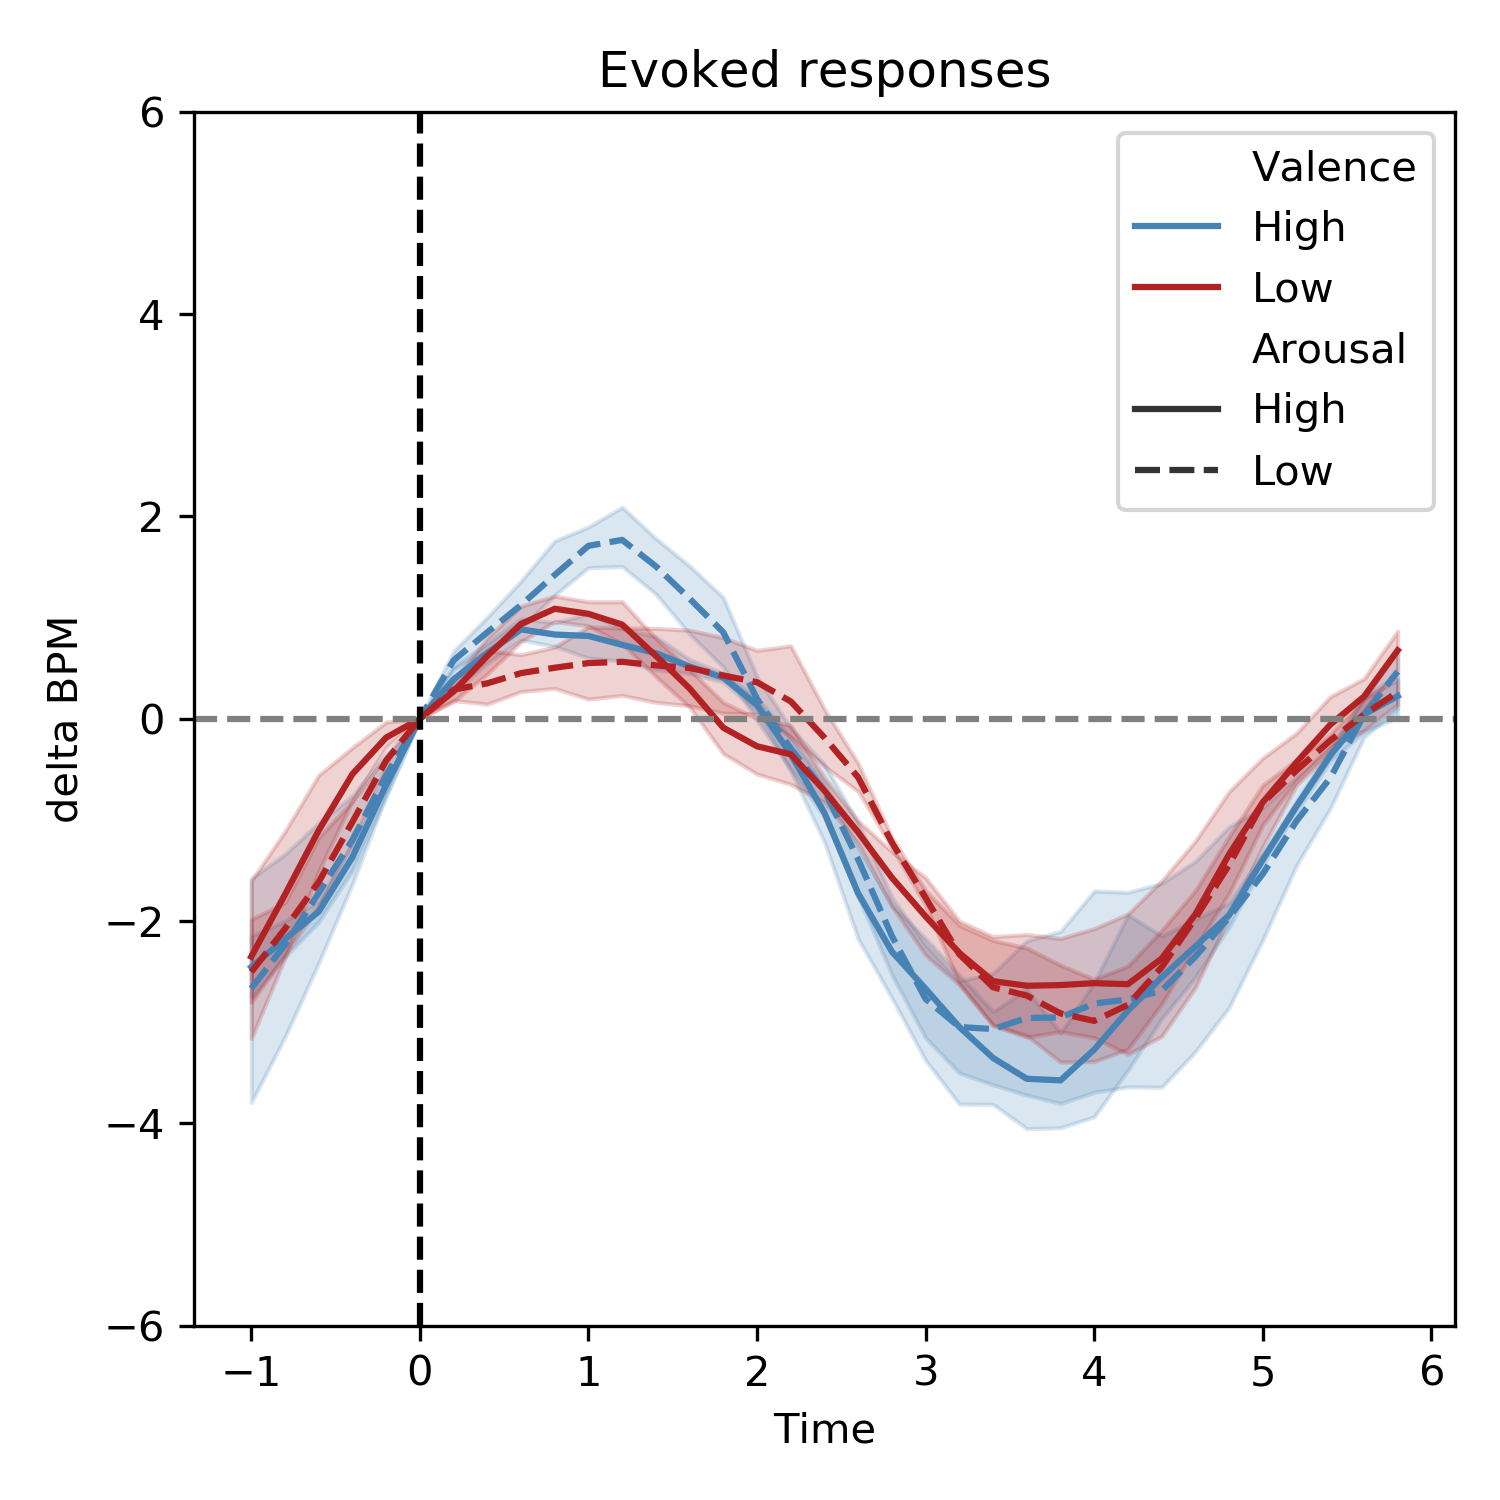 Evoked responses
6
4
2
0
−2
−4
−6
delta BPM
Valence
High
Low
Arousal
High
Low
−1 0 1 2 3 4 5 6
Time